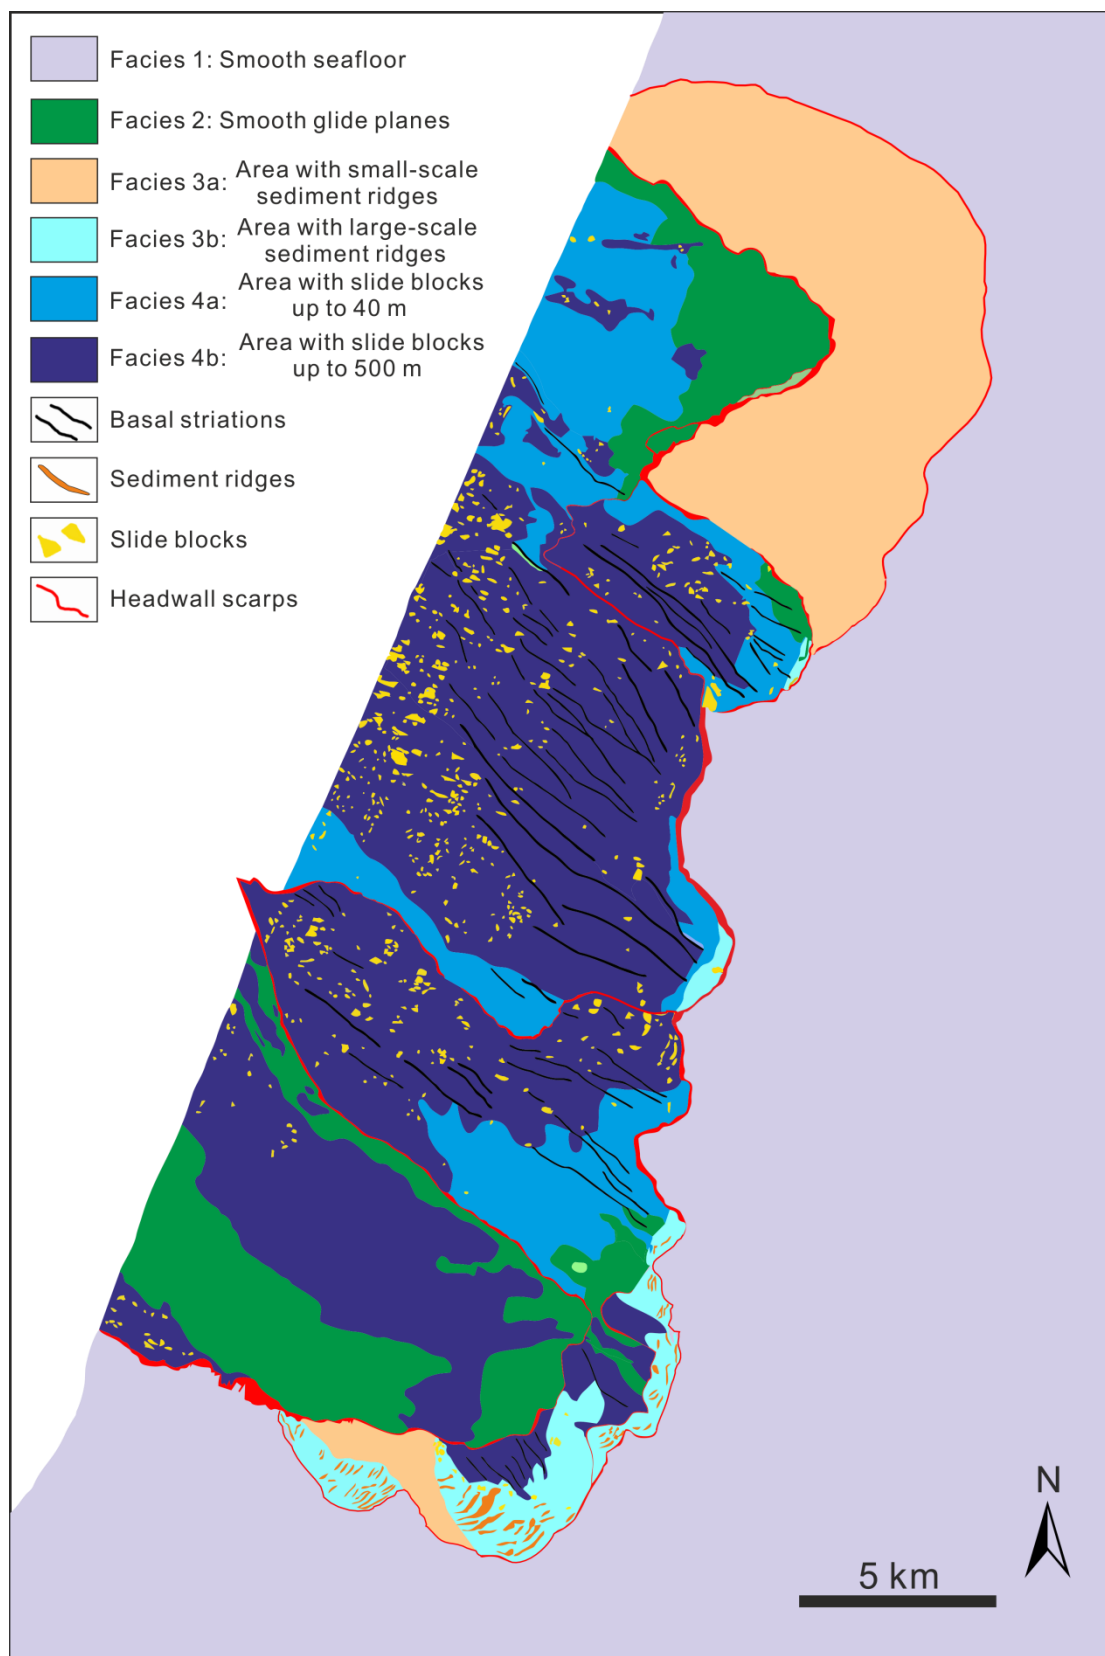 Facies 1: Smooth seafloor
Facies 2: Smooth glide planes
Facies 3a: Area with small-scale
sediment ridges
Facies 3b: Area with large-scale
sediment ridges
Facies 4a: Area with slide blocks
up to 40 m
Facies 4b: Area with slide blocks
up to 500 m
Basal striations
Sediment ridges
Slide blocks
Headwall scarps
N
5 km